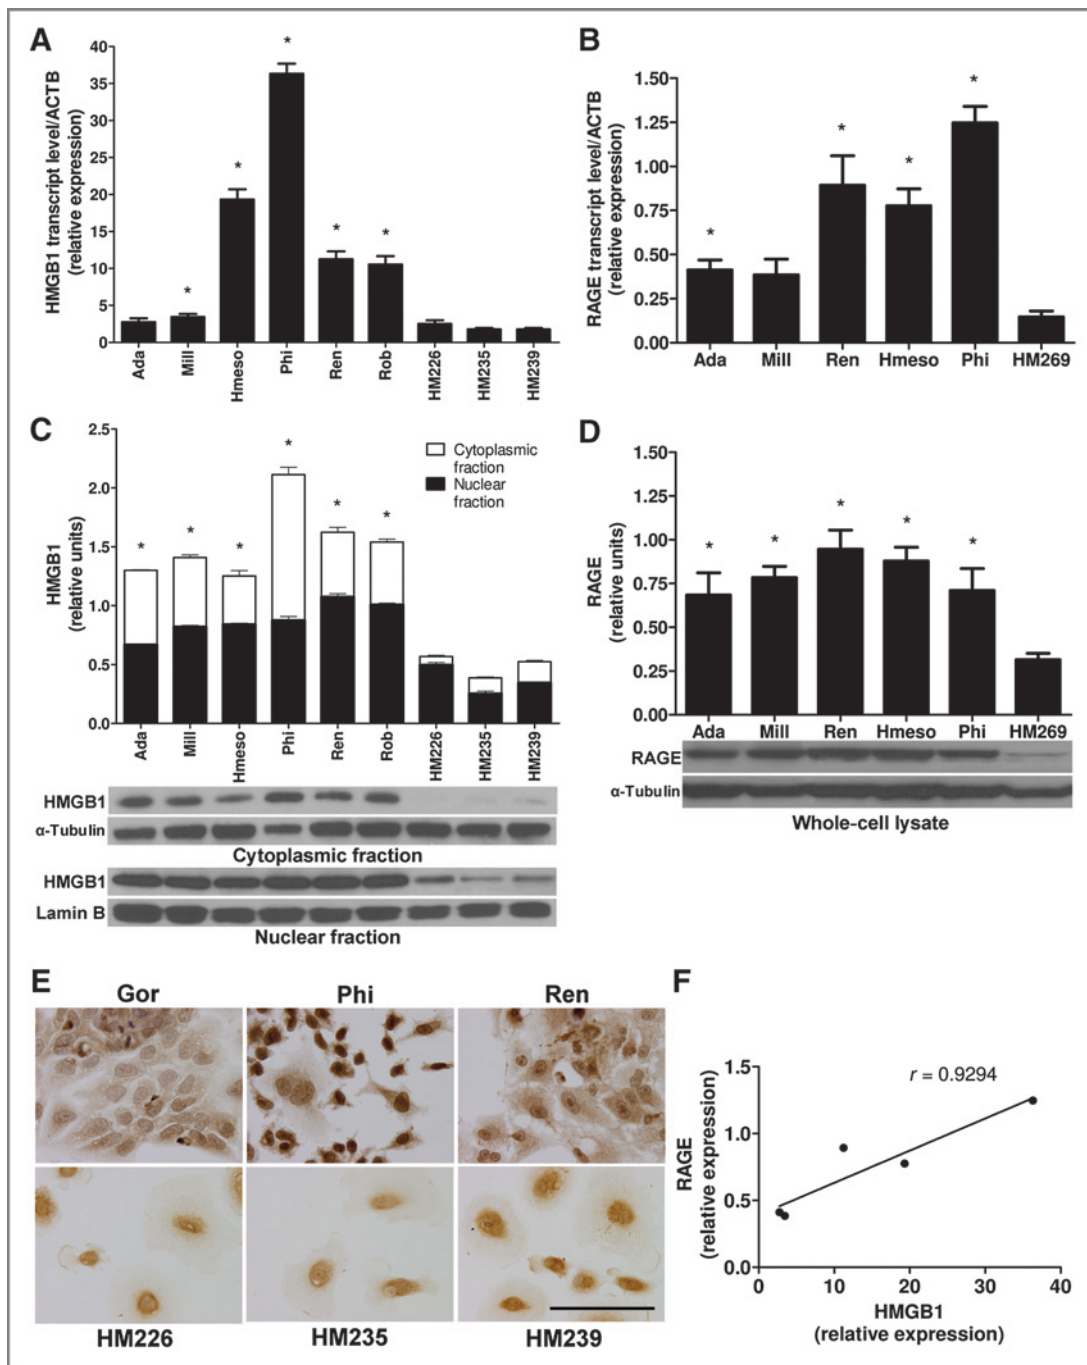 A
HMGB1 transcript level/ACTB
(relative expression)
40
35
30
25
20
15
10
5
0
*
*
*
*
*
Ada
Mill
Hmeso
Phi
Ren
Rob
HM226
HM235
HM239
B
RAGE transcript level/ACTB
(relative expression)
1.50
1.25
1.00
0.75
0.50
0.25
0.00
*
*
*
*
Ada Mill Ren Hmeso Phi HM269
C
HMGB1
(relative units)
2.5
2.0
1.5
1.0
0.5
0.0
Cytoplasmic
fraction
Nuclear
fraction
*
*
*
*
*
*
Ada
Mill
Hmeso
Phi
Ren
Rob
HM226
HM235
HM239
HMGB1
α-Tubulin
Cytoplasmic fraction
HMGB1
Lamin B
Nuclear fraction
D
RAGE
(relative units)
1.50
1.25
1.00
0.75
0.50
0.25
0.00
*
*
*
*
*
Ada Mill Ren Hmeso Phi HM269
RAGE
α-Tubulin
Whole-cell lysate
E
Gor Phi Ren
HM226 HM235 HM239
F
RAGE
(relative expression)
1.5
1.0
0.5
0.0
r = 0.9294
0 10 20 30 40
HMGB1
(relative expression)